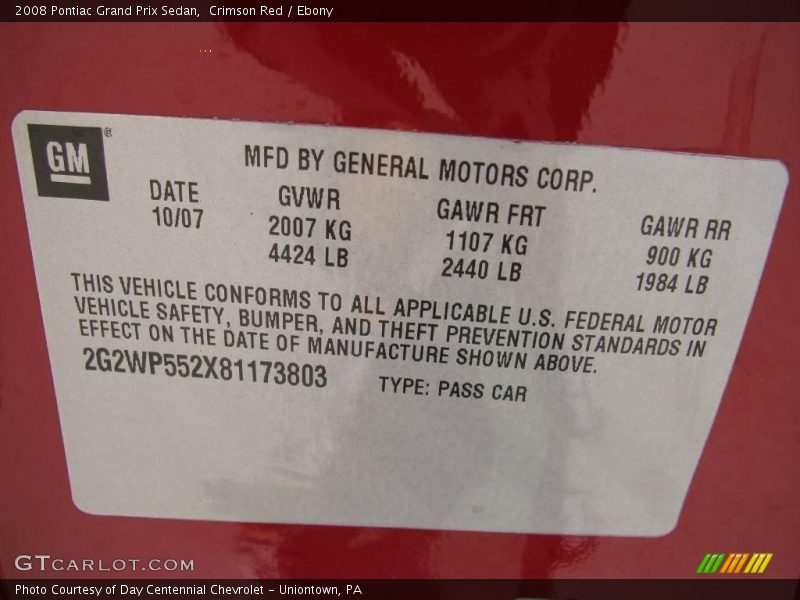 2008 Pontiac Grand Prix Sedan,  Crimson Red / Ebony
GM ®
MFD BY GENERAL MOTORS CORP.
DATE GVWR GAWR FRT GAWR RR
10/07 2007 KG 1107 KG 900 KG
4424 LB 2440 LB 1984 LB
THIS VEHICLE CONFORMS TO ALL APPLICABLE U.S. FEDERAL MOTOR
VEHICLE SAFETY, BUMPER, AND THEFT PREVENTION STANDARDS IN
EFFECT ON THE DATE OF MANUFACTURE SHOWN ABOVE.
2G2WP552X81173803 TYPE: PASS CAR
GTCARLOT.COM
Photo Courtesy of Day Centennial Chevrolet - Uniontown, PA